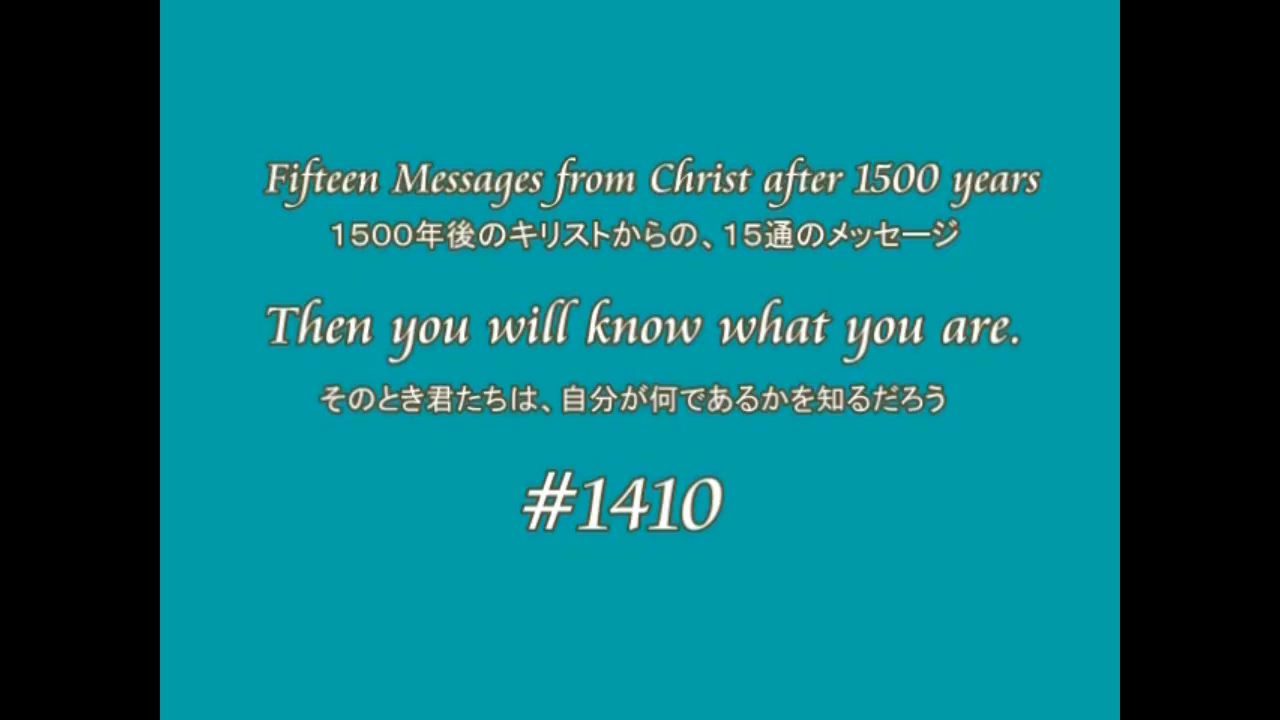 Fifteen Messages from Christ after 1500 years
1500年後のキリストからの、15通のメッセージ
Then you will know what you are.
そのとき君たちは、自分が何であるかを知るだろう
#1410